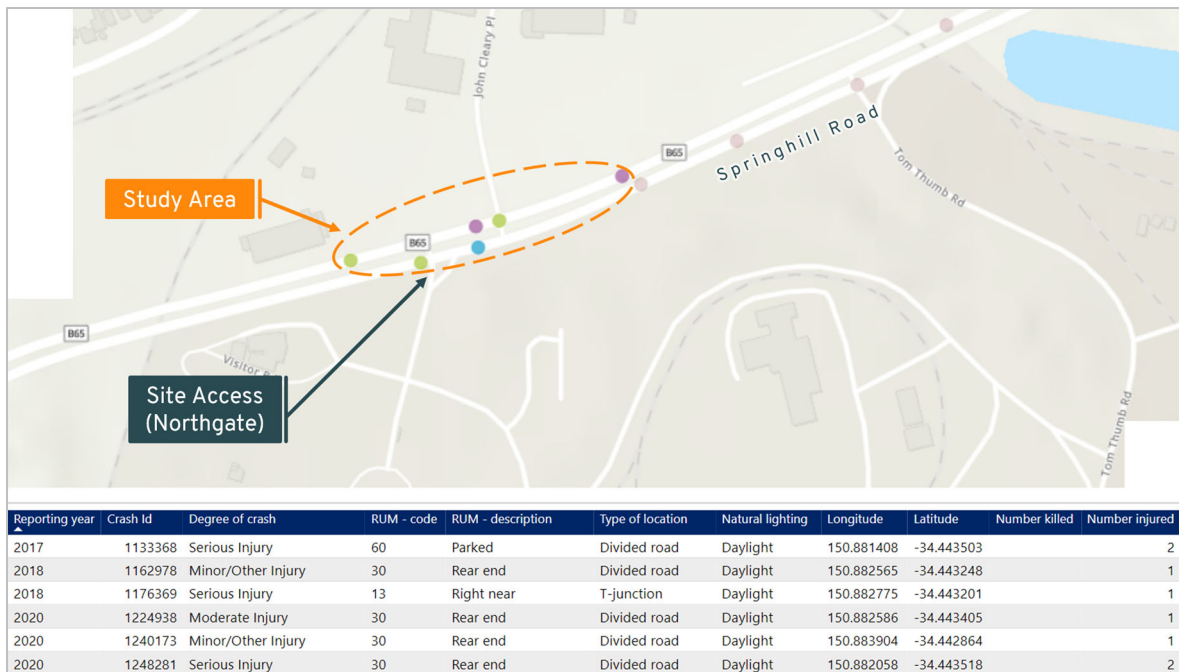 John Cleary Pl
B65
Springhill Road
Tom Thumb Rd
Study Area
B65
B65
Site Access
(Northgate)
Tom Thumb Rd
Reporting year Crash Id Degree of crash RUM - code RUM - description Type of location Natural lighting Longitude Latitude Number killed Number injured
2017 1133368 Serious Injury 60 Parked Divided road Daylight 150.881408 -34.443503 2
2018 1162978 Minor/Other Injury 30 Rear end Divided road Daylight 150.882565 -34.443248 1
2018 1176369 Serious Injury 13 Right near T-junction Daylight 150.882775 -34.443201 1
2020 1224938 Moderate Injury 30 Rear end Divided road Daylight 150.882586 -34.443405 1
2020 1240173 Minor/Other Injury 30 Rear end Divided road Daylight 150.883904 -34.442864 1
2020 1248281 Serious Injury 30 Rear end Divided road Daylight 150.882058 -34.443518 2